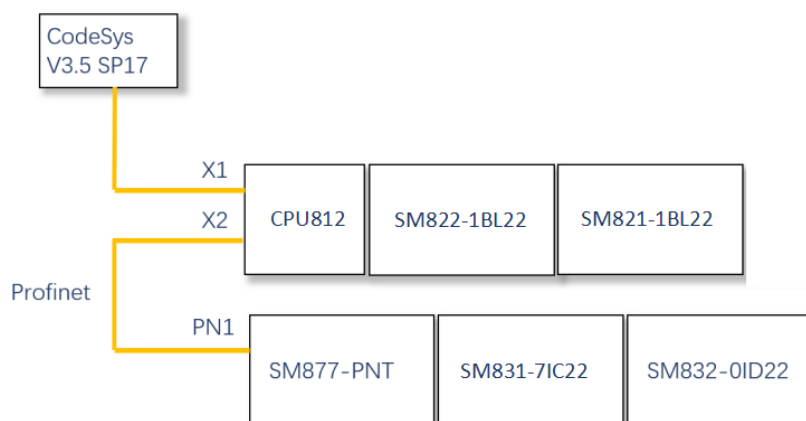 CodeSys
V3.5 SP17
X1
X2
CPU812
SM822-1BL22
SM821-1BL22
Profinet
PN1
SM877-PNT
SM831-7IC22
SM832-0ID22